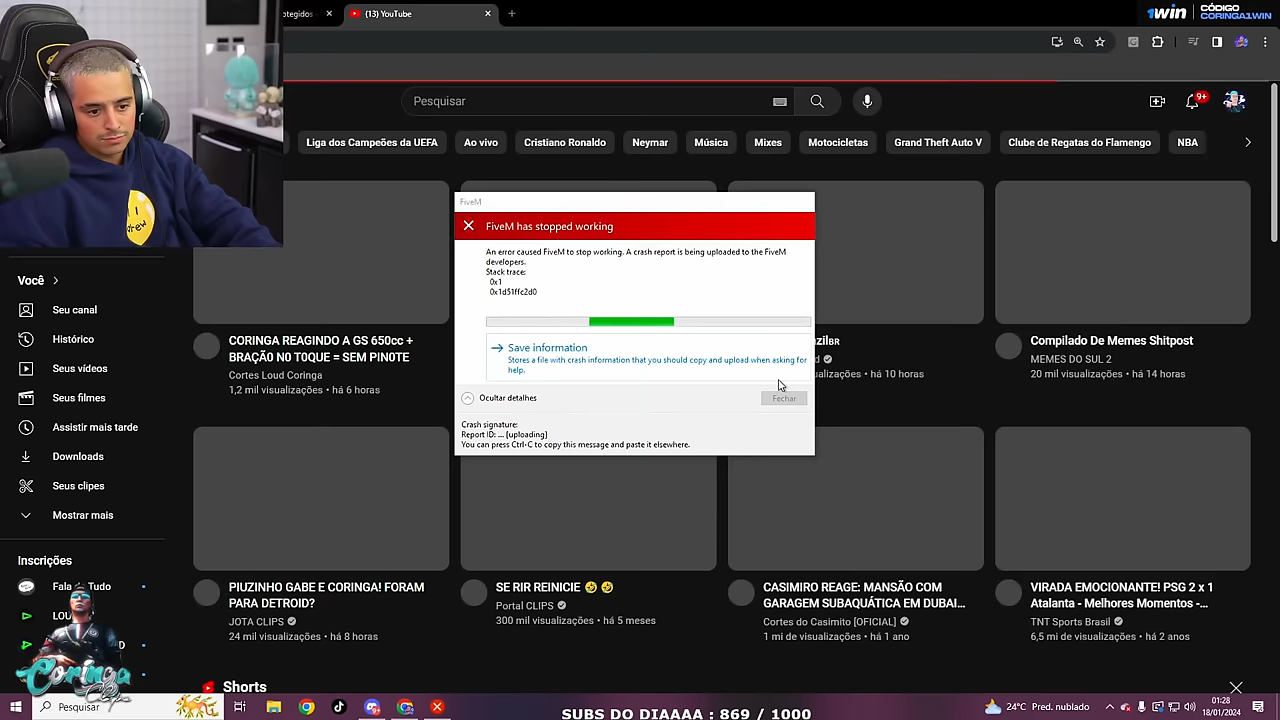 otegidos
(13) YouTube
1win
CÓDIGO
CORINGA1WIN
Pesquisar
9+
Liga dos Campeões da UEFA
Ao vivo
Cristiano Ronaldo
Neymar
Música
Mixes
Motocicletas
Grand Theft Auto V
Clube de Regatas do Flamengo
NBA
FiveM
FiveM has stopped working
An error caused FiveM to stop working. A crash report is being uploaded to the FiveM
developers.
Stack trace:
0x1
0x1d51ffc2d0
Save information
Stores a file with crash information that you should copy and upload when asking for
help.
Ocultar detalhes
Fechar
Crash signature:
Report ID: ... [uploading]
You can press Ctrl-C to copy this message and paste it elsewhere.
Você
Seu canal
Histórico
Seus vídeos
Seus filmes
Assistir mais tarde
Downloads
Seus clipes
Mostrar mais
Inscrições
Fala Tudo
LOU
D
CORINGA REAGINDO A GS 650cc +
BRAÇÃ0 N0 T0QUE = SEM PINOTE
Cortes Loud Coringa
1,2 mil visualizações • há 6 horas
alizações • há 10 horas
Compilado De Memes Shitpost
MEMES DO SUL 2
20 mil visualizações • há 14 horas
PIUZINHO GABE E CORINGA! FORAM
PARA DETROID?
JOTA CLIPS
24 mil visualizações • há 8 horas
SE RIR REINICIE 🤣🤣
Portal CLIPS
300 mil visualizações • há 5 meses
CASIMIRO REAGE: MANSÃO COM
GARAGEM SUBAQUÁTICA EM DUBAI...
Cortes do Casimito [OFICIAL]
1 mi de visualizações • há 1 ano
VIRADA EMOCIONANTE! PSG 2 x 1
Atalanta - Melhores Momentos -...
TNT Sports Brasil
6,5 mi de visualizações • há 2 anos
Shorts
Coringa
Clips
Pesquisar
SUBS DO DIAAAA : 869 / 1000
24°C Pred. nublado
01:28
18/01/2024